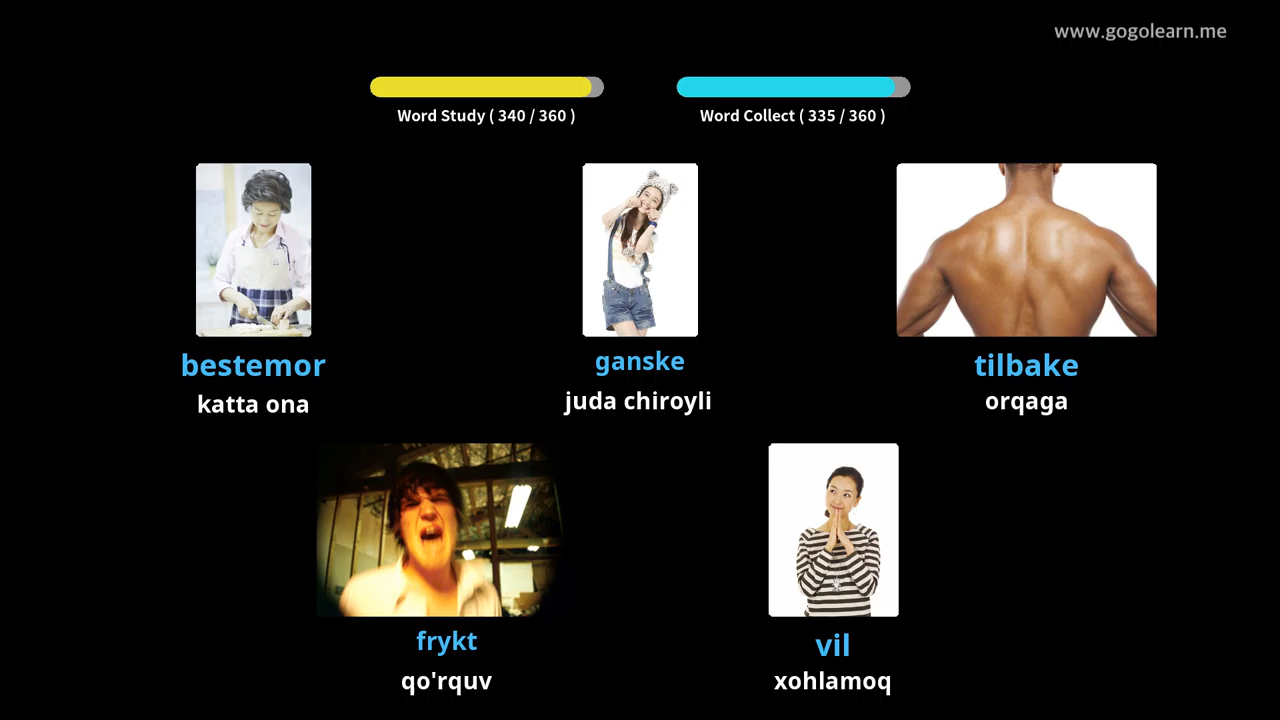 www.gogolearn.me
Word Study ( 340 / 360 )
Word Collect ( 335 / 360 )
bestemor
katta ona
ganske
juda chiroyli
tilbake
orqaga
frykt
qo'rquv
vil
xohlamoq